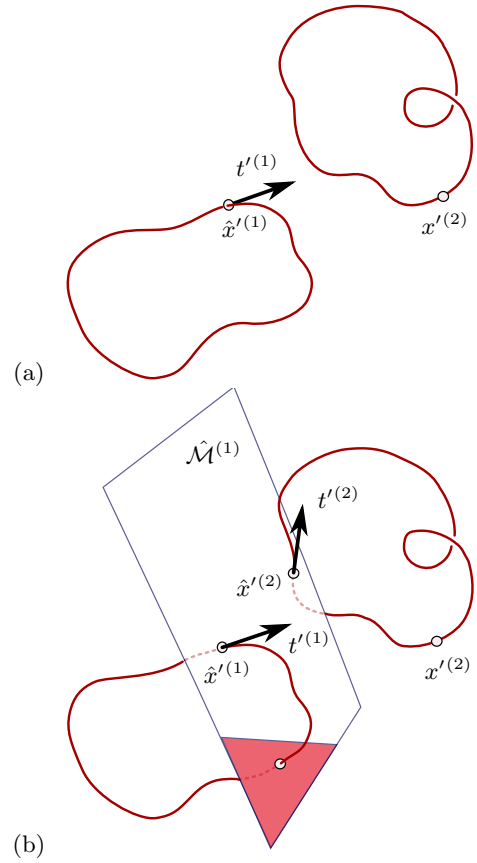 t′(1)
x̂′(1)
x′(2)
(a)
ℳ̂(1)
t′(2)
x̂′(2)
t′(1)
x̂′(1)
x′(2)
(b)